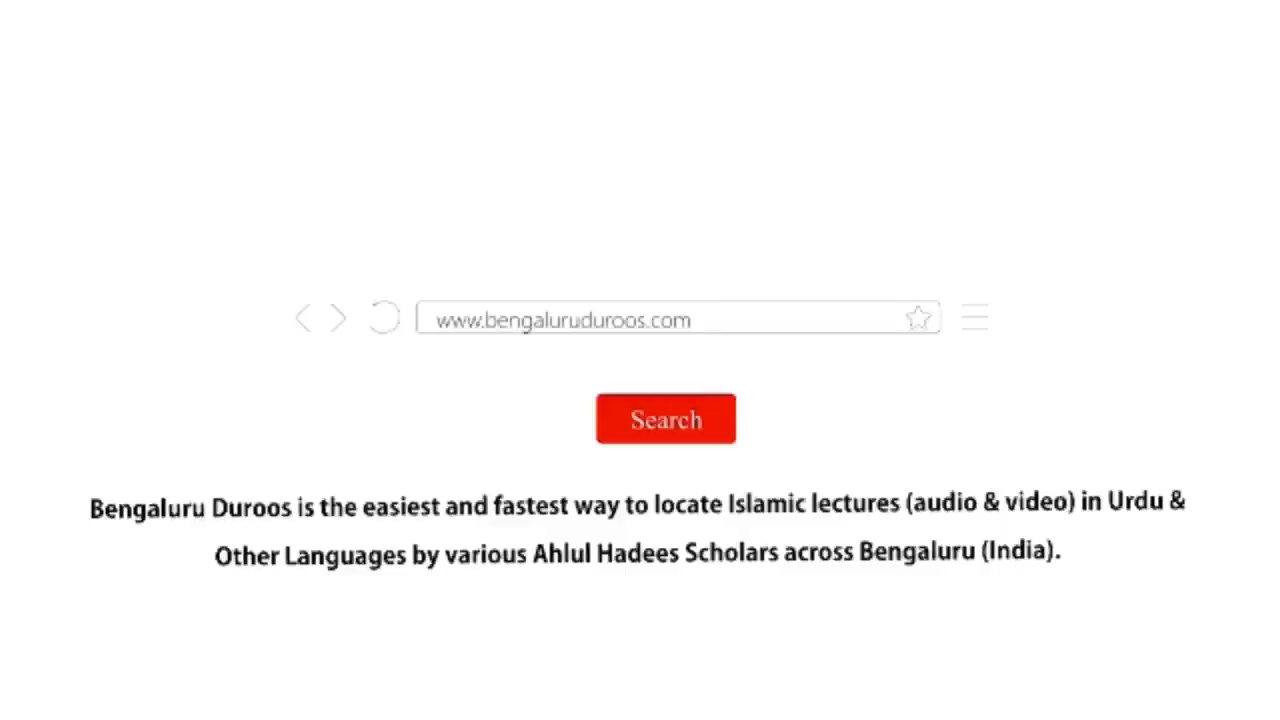 www.bengaluruduroos.com
Search
Bengaluru Duroos is the easiest and fastest way to locate Islamic lectures (audio & video) in Urdu &
Other Languages by various Ahlul Hadees Scholars across Bengaluru (India).